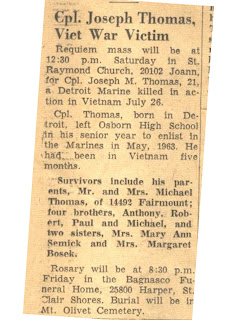 Cpl. Joseph Thomas,
Viet War Victim
Requiem mass will be at
12:30 p.m. Saturday in St.
Raymond Church, 20102 Joann,
for Cpl. Joseph M. Thomas, 21,
a Detroit Marine killed in ac-
tion in Vietnam July 26.
Cpl. Thomas, born in De-
troit, left Osborn High School
in his senior year to enlist in
the Marines in May, 1963. He
had been in Vietnam five
months.
Survivors include his par-
ents, Mr. and Mrs. Michael
Thomas, of 14492 Fairmount;
four brothers, Anthony, Rob-
ert, Paul and Michael, and
two sisters, Mrs. Mary Ann
Semick and Mrs. Margaret
Bosek.
Rosary will be at 8:30 p.m.
Friday in the Bagnasco Fu-
neral Home, 25800 Harper, St.
Clair Shores. Burial will be in
Mt. Olivet Cemetery.